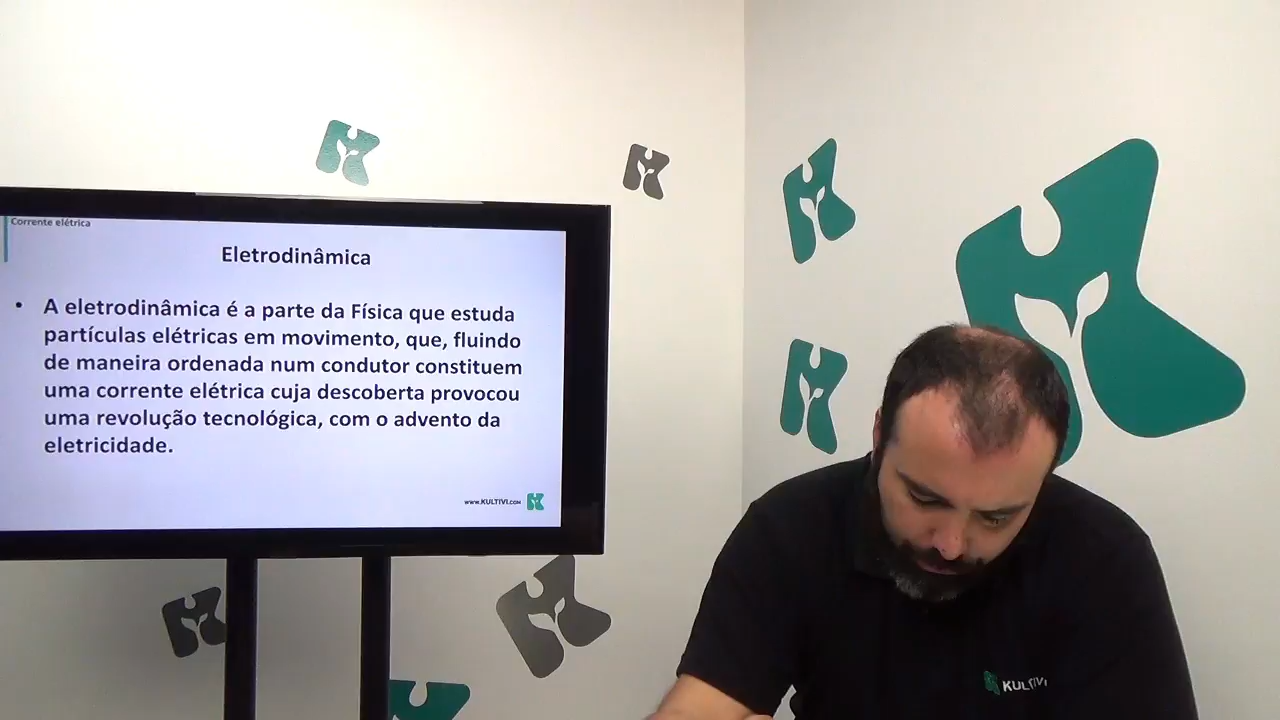 Corrente elétrica
Eletrodinâmica
• A eletrodinâmica é a parte da Física que estuda
partículas elétricas em movimento, que, fluindo
de maneira ordenada num condutor constituem
uma corrente elétrica cuja descoberta provocou
uma revolução tecnológica, com o advento da
eletricidade.
www.KULTIVI.COM
KULTIVI